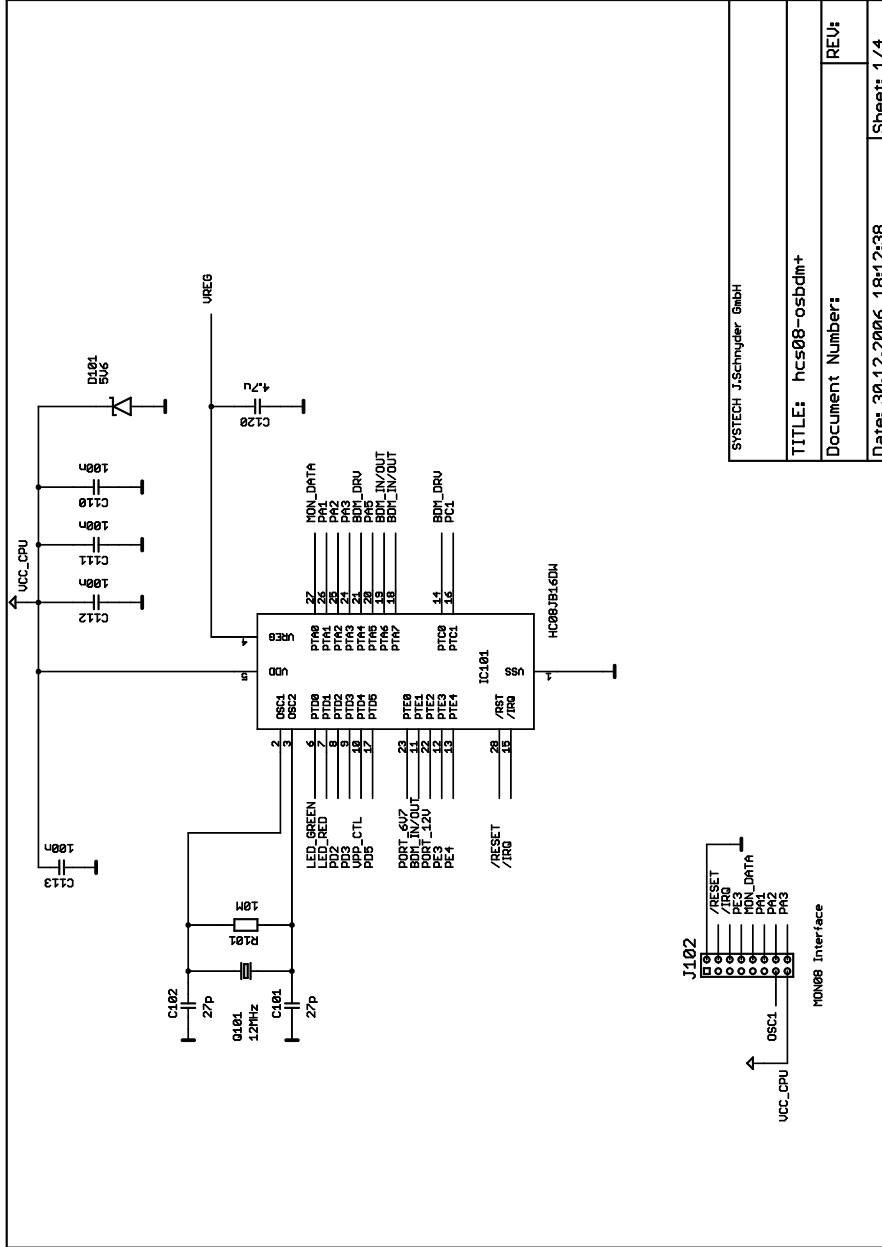 VCC_CPU
C113
100n
C112
100n
C111
100n
C110
100n
D101
5V6
VREG
C120
4.7u
C102
27p
Q101
12MHz
C101
27p
R101
10M
2
3
OSC1
OSC2
5
VDD
4
VREG
LED_GREEN 6 PTD0
LED_RED 7 PTD1
PD2 8 PTD2
PD3 9 PTD3
VPP_CTL 10 PTD4
PD5 17 PTD5
PORT_6V7 23 PTE0
BDM_IN/OUT 11 PTE1
PORT_12V 22 PTE2
PE3 12 PTE3
PE4 13 PTE4
/RESET 28 /RST
/IRQ 15 /IRQ
PTA0 27 MON_DATA
PTA1 26 PA1
PTA2 25 PA2
PTA3 24 PA3
PTA4 21 BDM_DRV
PTA5 20 PA5
PTA6 19 BDM_IN/OUT
PTA7 18 BDM_IN/OUT
PTC0 14 BDM_DRV
PTC1 16 PC1
IC101
VSS
1
HC08JB16DW
J102
/RESET
/IRQ
PE3
MON_DATA
PA1
PA2
PA3
OSC1
VCC_CPU
MON08 Interface
SYSTECH J.Schnyder GmbH
TITLE: hcs08-osbdm+
Document Number:
REV:
Date: 30.12.2006 18:12:38
Sheet: 1/4